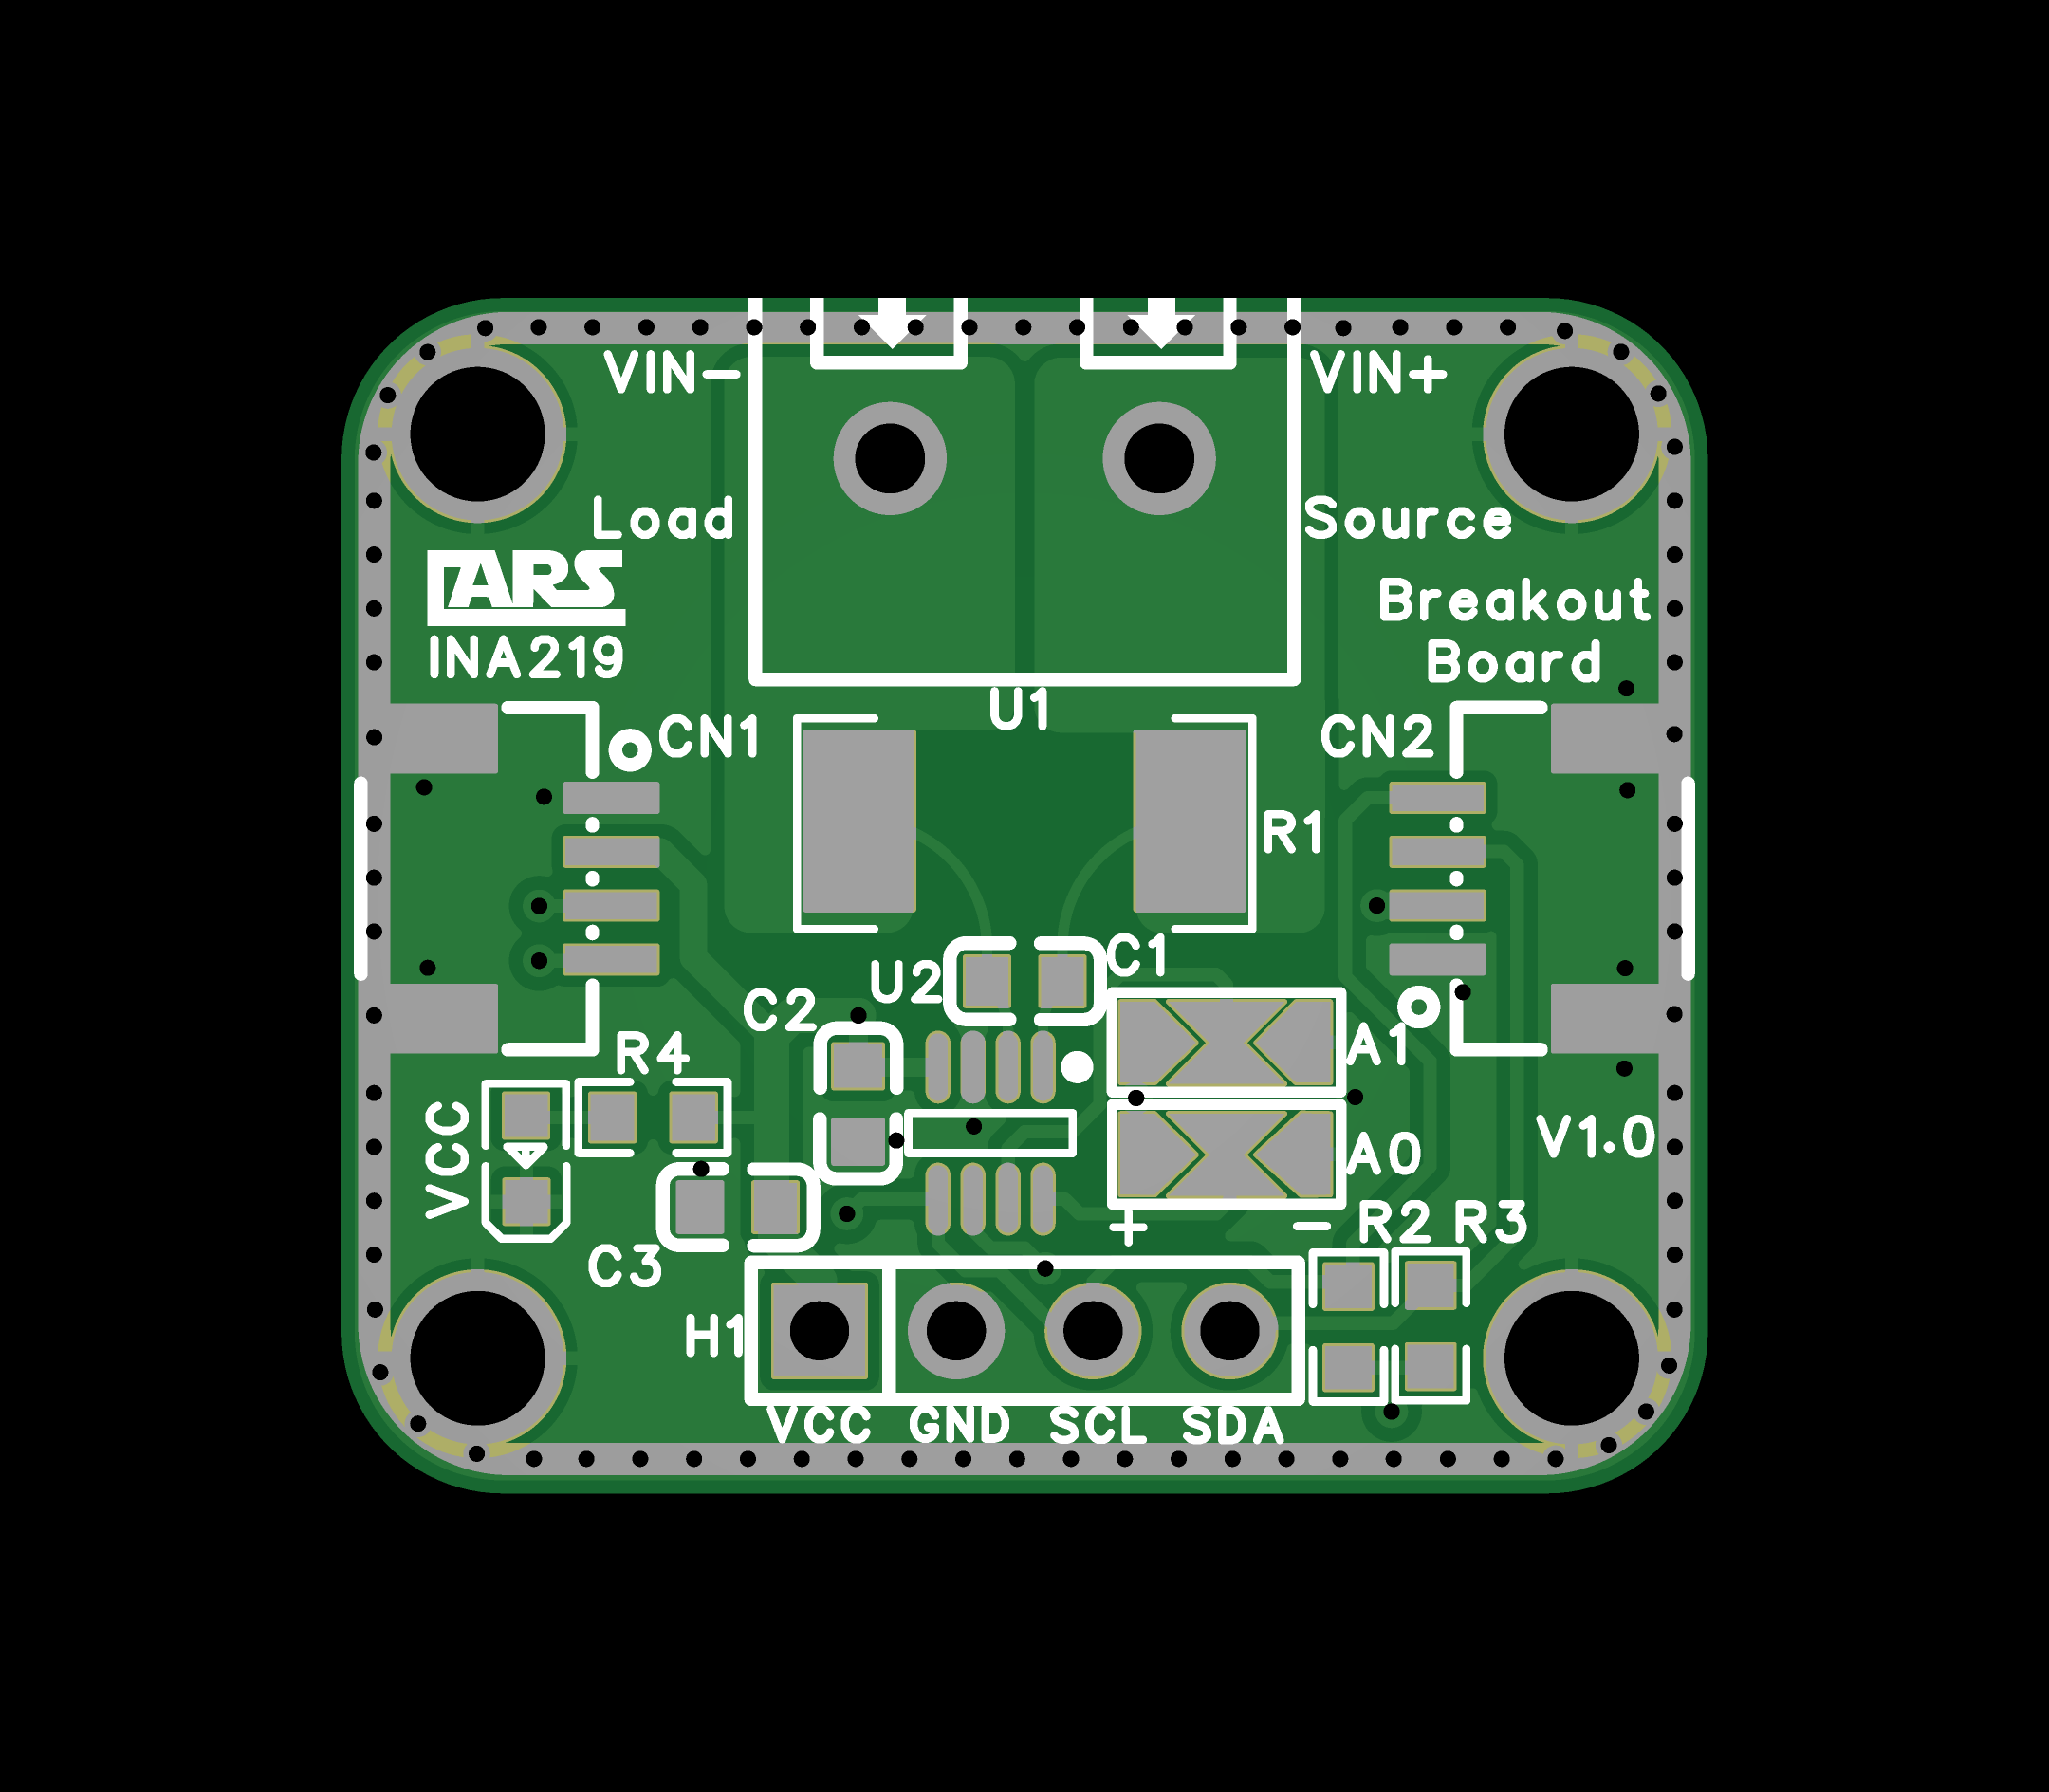 VIN-
VIN+
Load
Source
ARS
Breakout
INA219
Board
U1
CN1
CN2
R1
C1
U2
C2
R4
A1
VCC
A0
V1.0
+
-
R2
R3
C3
H1
VCC GND SCL SDA